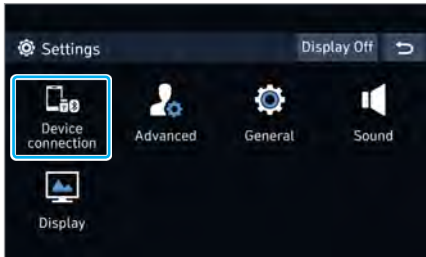 Settings
Display Off
Device
connection
Advanced
General
Sound
Display